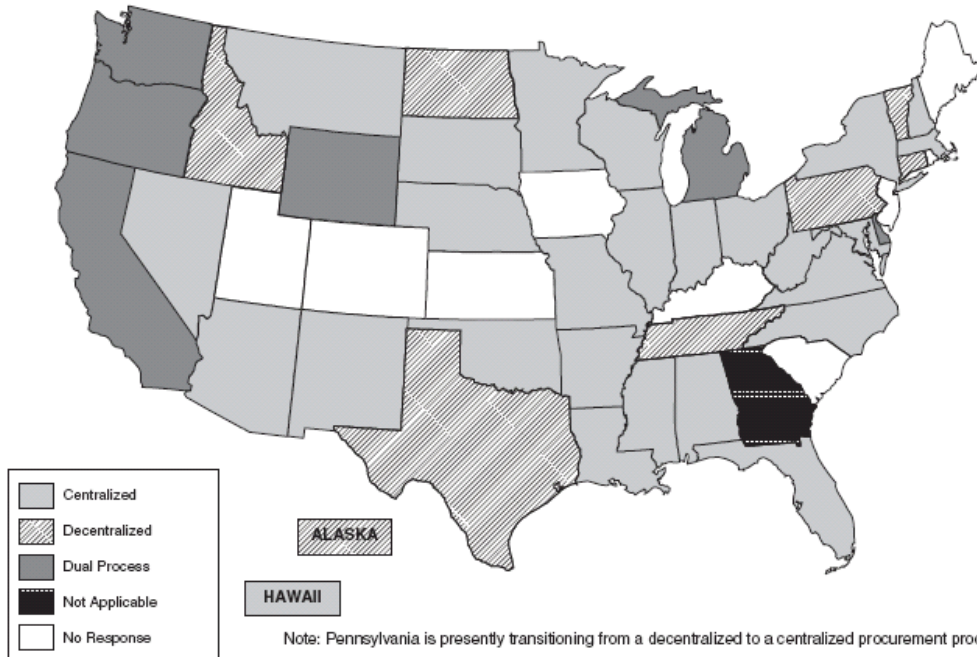 Centralized
Decentralized
Dual Process
Not Applicable
No Response
ALASKA
HAWAII
Note: Pennsylvania is presently transitioning from a decentralized to a centralized procurement